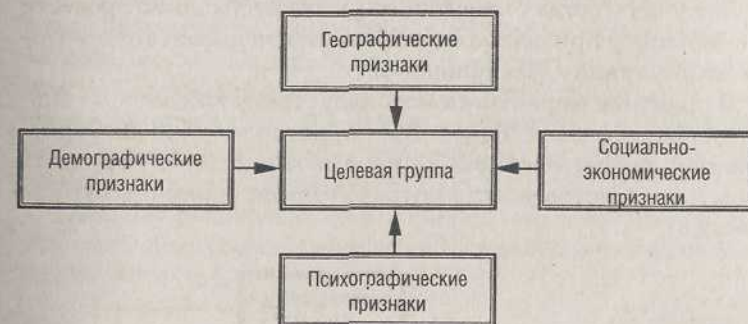 Географические
признаки
Демографические
признаки
Целевая группа
Социально-
экономические
признаки
Психографические
признаки